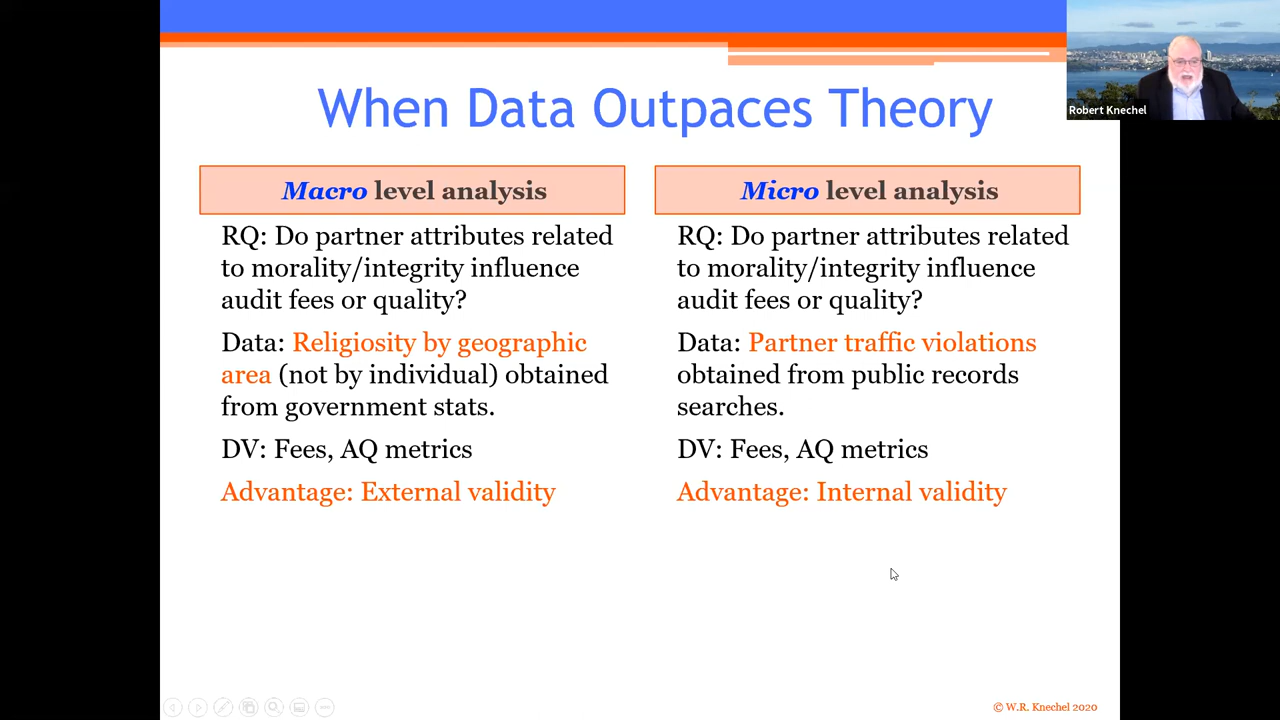 When Data Outpaces Theory
Robert Knechel
Macro level analysis
RQ: Do partner attributes related
to morality/integrity influence
audit fees or quality?
Data: Religiosity by geographic
area (not by individual) obtained
from government stats.
DV: Fees, AQ metrics
Advantage: External validity
Micro level analysis
RQ: Do partner attributes related
to morality/integrity influence
audit fees or quality?
Data: Partner traffic violations
obtained from public records
searches.
DV: Fees, AQ metrics
Advantage: Internal validity
© W.R. Knechel 2020